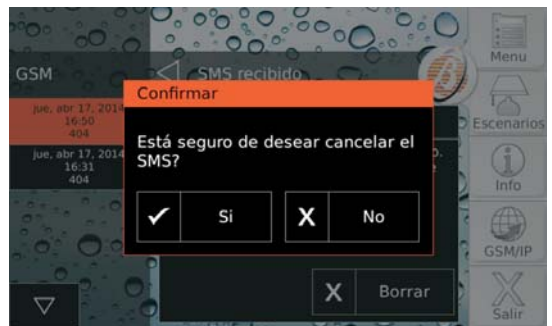 GSM
SMS recibido
Menu
jue, abr 17, 2014
16:50
404
jue, abr 17, 2014
16:31
404
Confirmar
Está seguro de desear cancelar el
SMS?
Si
X No
X Borrar
Escenarios
Info
GSM/IP
Salir